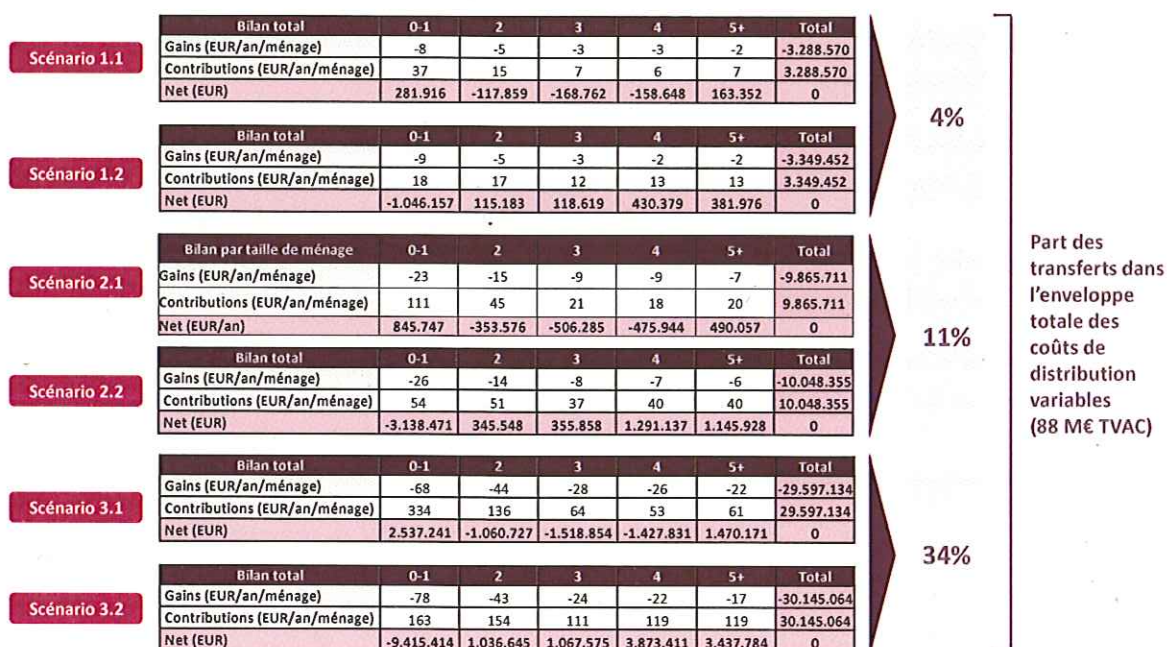 Scénario 1.1
Bilan total 0-1 2 3 4 5+ Total
Gains (EUR/an/ménage) -8 -5 -3 -3 -2 -3.288.570
Contributions (EUR/an/ménage) 37 15 7 6 7 3.288.570
Net (EUR) 281.916 -117.859 -168.762 -158.648 163.352 0
4%
Scénario 1.2
Bilan total 0-1 2 3 4 5+ Total
Gains (EUR/an/ménage) -9 -5 -3 -2 -2 -3.349.452
Contributions (EUR/an/ménage) 18 17 12 13 13 3.349.452
Net (EUR) -1.046.157 115.183 118.619 430.379 381.976 0
Scénario 2.1
Bilan par taille de ménage 0-1 2 3 4 5+ Total
Gains (EUR/an/ménage) -23 -15 -9 -9 -7 -9.865.711
Contributions (EUR/an/ménage) 111 45 21 18 20 9.865.711
Net (EUR/an) 845.747 -353.576 -506.285 -475.944 490.057 0
11%
Scénario 2.2
Bilan total 0-1 2 3 4 5+ Total
Gains (EUR/an/ménage) -26 -14 -8 -7 -6 -10.048.355
Contributions (EUR/an/ménage) 54 51 37 40 40 10.048.355
Net (EUR) -3.138.471 345.548 355.858 1.291.137 1.145.928 0
Scénario 3.1
Bilan total 0-1 2 3 4 5+ Total
Gains (EUR/an/ménage) -68 -44 -28 -26 -22 -29.597.134
Contributions (EUR/an/ménage) 334 136 64 53 61 29.597.134
Net (EUR) 2.537.241 -1.060.727 -1.518.854 -1.427.831 1.470.171 0
34%
Scénario 3.2
Bilan total 0-1 2 3 4 5+ Total
Gains (EUR/an/ménage) -78 -43 -24 -22 -17 -30.145.064
Contributions (EUR/an/ménage) 163 154 111 119 119 30.145.064
Net (EUR) -9.415.414 1.036.645 1.067.575 3.873.411 3.437.784 0
Part des
transferts dans
l'enveloppe
totale des
coûts de
distribution
variables
(88 M€ TVAC)